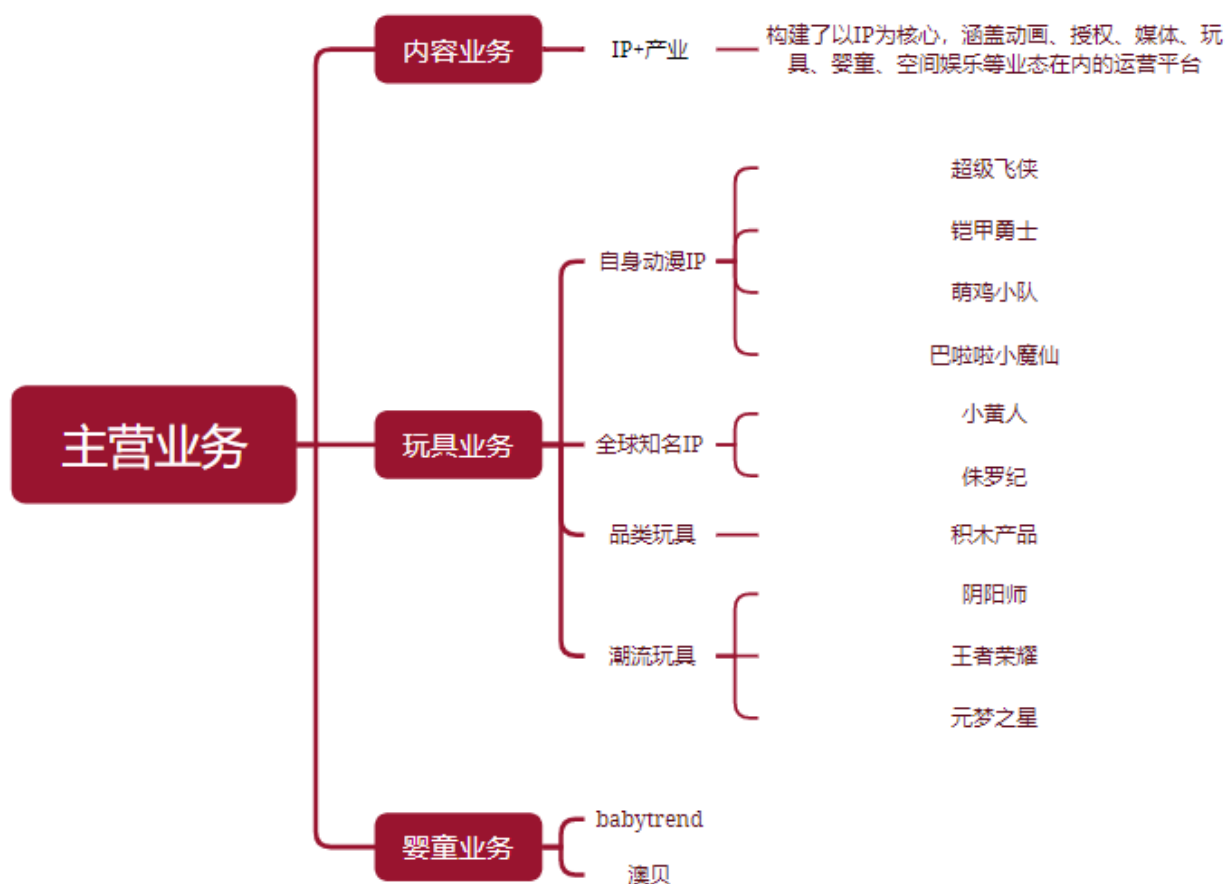 内容业务
IP+产业
构建了以IP为核心，涵盖动画、授权、媒体、玩
具、婴童、空间娱乐等业态在内的运营平台
超级飞侠
铠甲勇士
自身动漫IP
萌鸡小队
巴啦啦小魔仙
主营业务
玩具业务
全球知名IP
小黄人
侏罗纪
品类玩具
积木产品
阴阳师
潮流玩具
王者荣耀
元梦之星
婴童业务
babytrend
澳贝